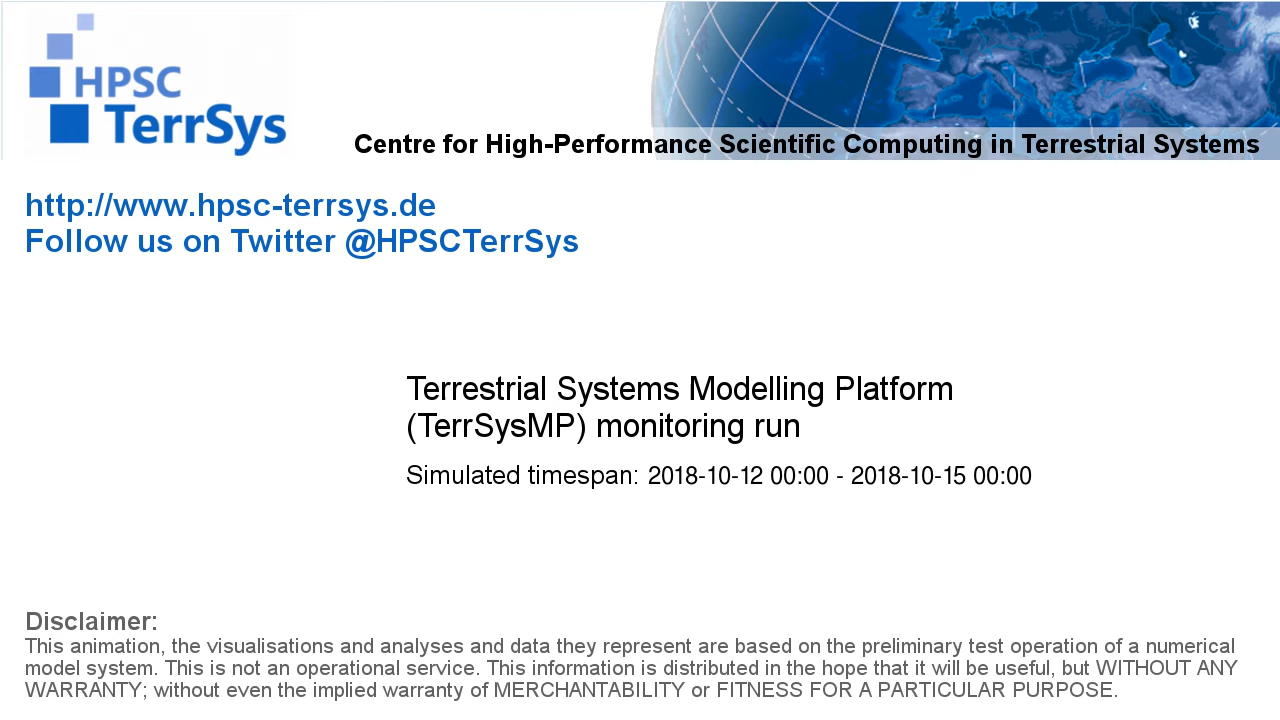 HPSC
TerrSys
Centre for High-Performance Scientific Computing in Terrestrial Systems
http://www.hpsc-terrsys.de
Follow us on Twitter @HPSCTerrSys
Terrestrial Systems Modelling Platform
(TerrSysMP) monitoring run
Simulated timespan: 2018-10-12 00:00 - 2018-10-15 00:00
Disclaimer:
This animation, the visualisations and analyses and data they represent are based on the preliminary test operation of a numerical
model system. This is not an operational service. This information is distributed in the hope that it will be useful, but WITHOUT ANY
WARRANTY; without even the implied warranty of MERCHANTABILITY or FITNESS FOR A PARTICULAR PURPOSE.